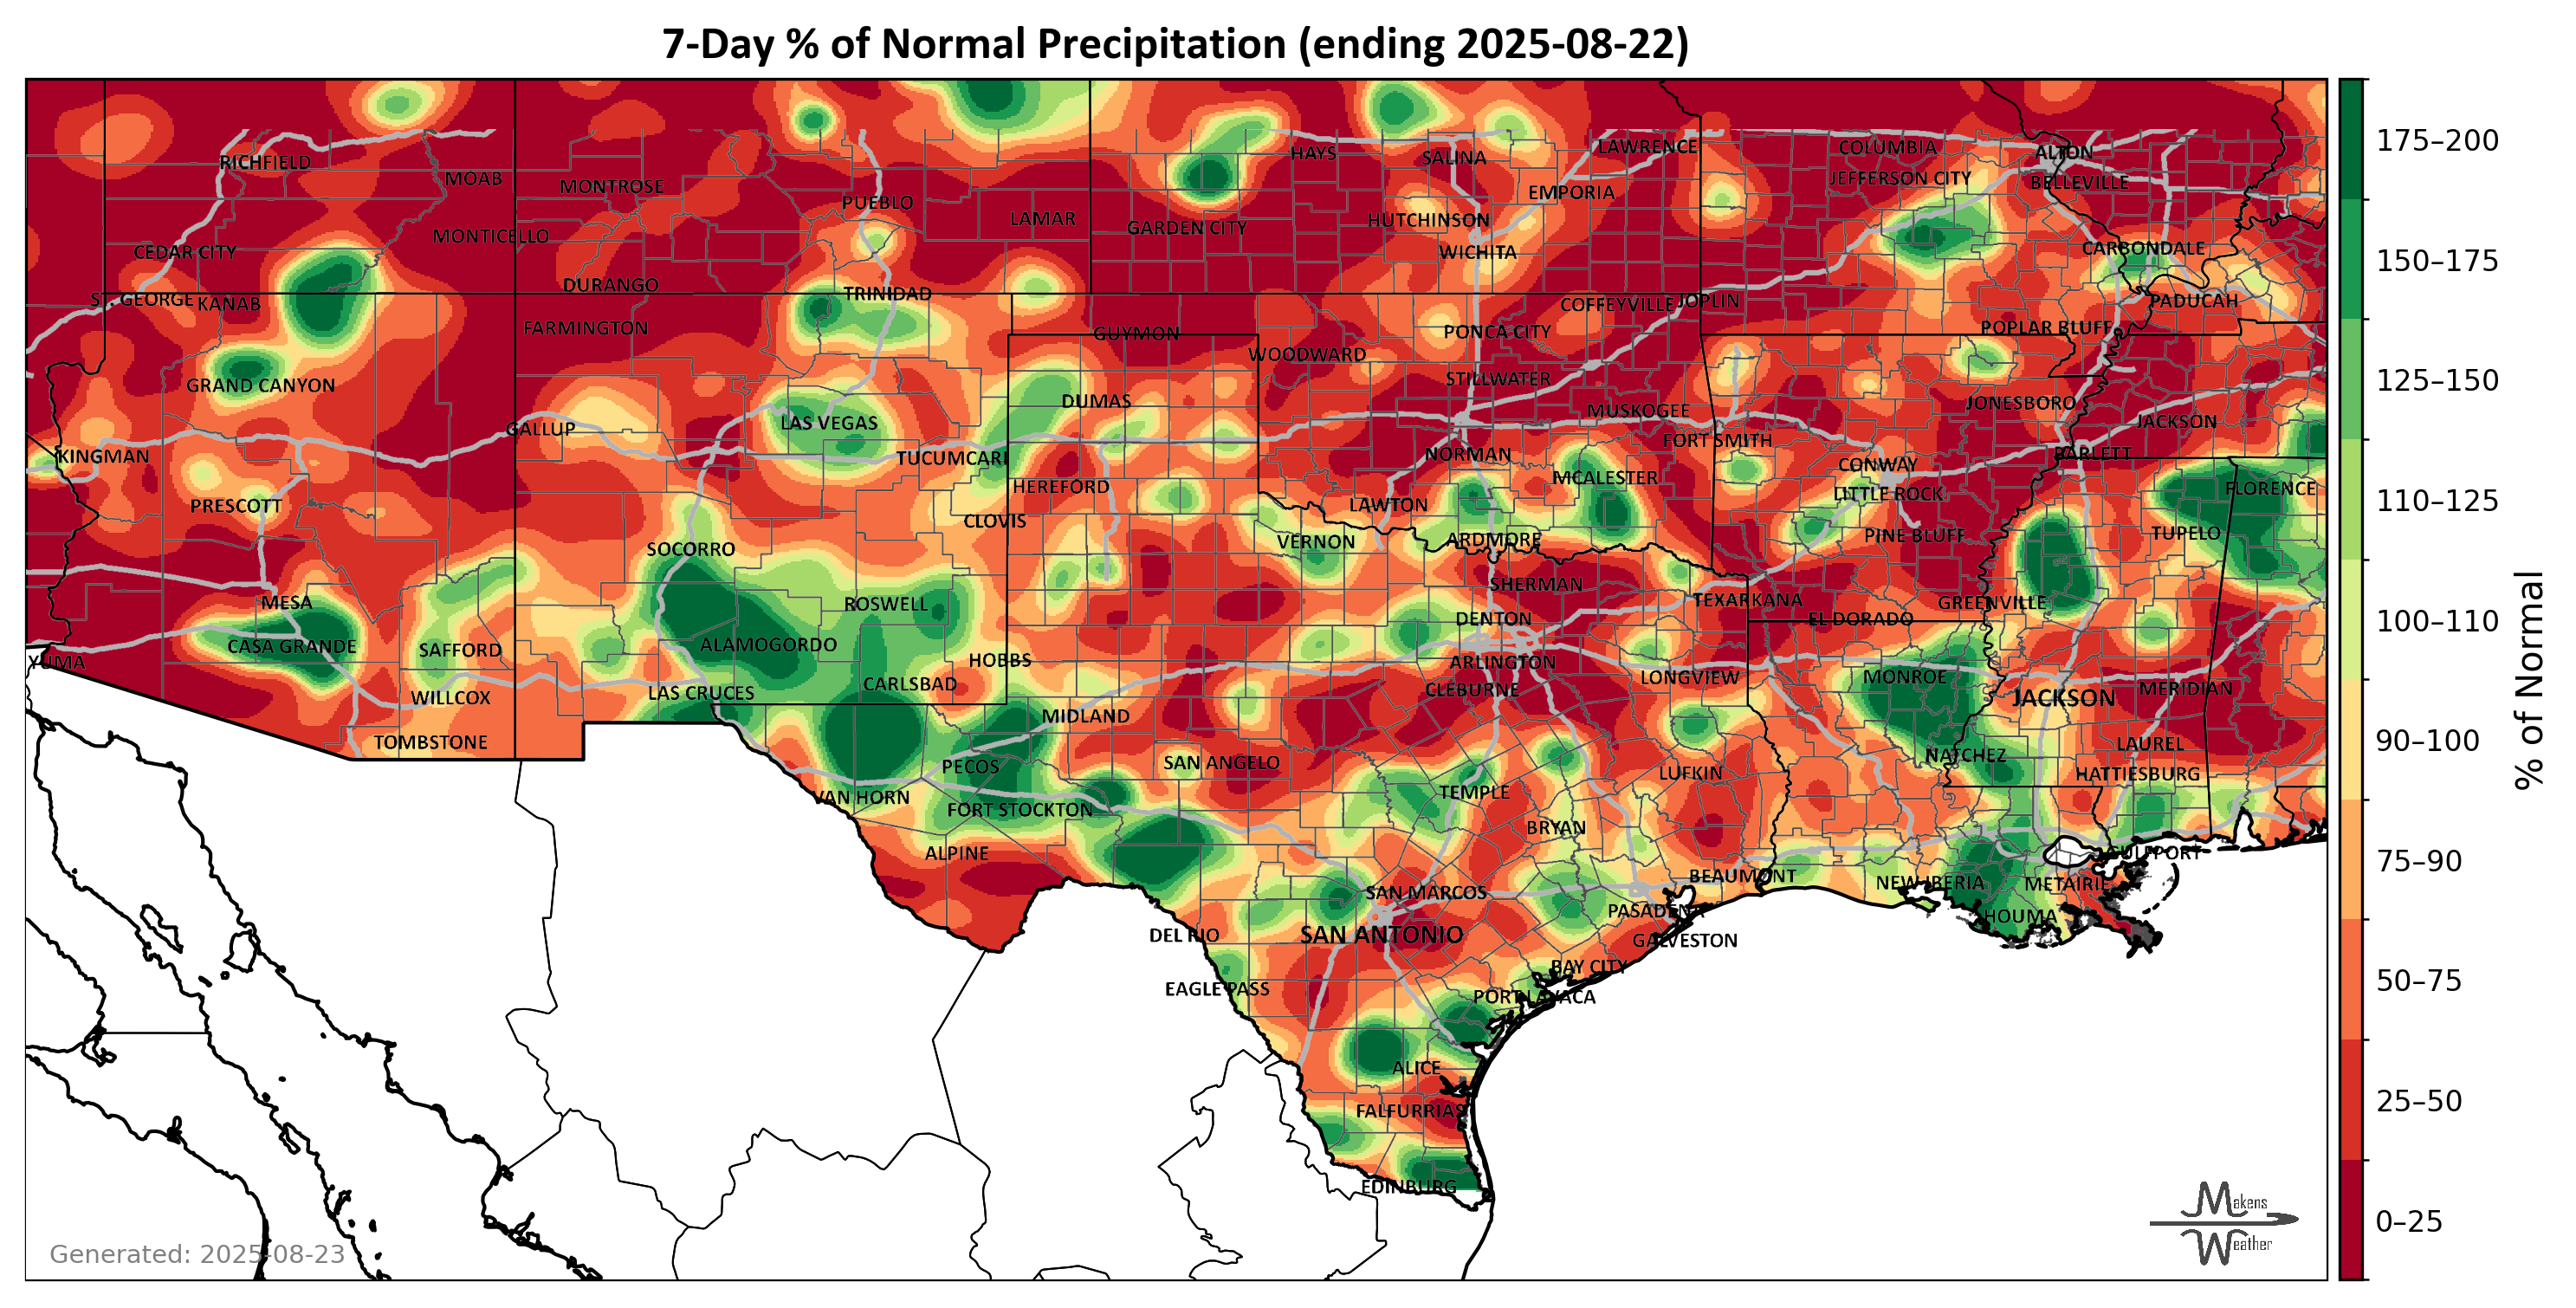 7-Day % of Normal Precipitation (ending 2025-08-22)
RICHFIELD
MOAB
MONTROSE
PUEBLO
LAMAR
HAYS
SALINA
LAWRENCE
COLUMBIA
ALTON
JEFFERSON CITY
BELLEVILLE
EMPORIA
HUTCHINSON
GARDEN CITY
MONTICELLO
CEDAR CITY
WICHITA
CARBONDALE
DURANGO
TRINIDAD
ST. GEORGE
KANAB
COFFEYVILLE
JOPLIN
PADUCAH
FARMINGTON
GUYMON
PONCA CITY
POPLAR BLUFF
WOODWARD
GRAND CANYON
STILLWATER
DUMAS
MUSKOGEE
JONESBORO
LAS VEGAS
JACKSON
GALLUP
FORT SMITH
KINGMAN
TUCUMCARI
NORMAN
CONWAY
BARLETT
HEREFORD
MCALESTER
LITTLE ROCK
FLORENCE
PRESCOTT
LAWTON
CLOVIS
VERNON
ARDMORE
PINE BLUFF
TUPELO
SOCORRO
SHERMAN
MESA
ROSWELL
TEXARKANA
GREENVILLE
CASA GRANDE
SAFFORD
ALAMOGORDO
DENTON
EL DORADO
YUMA
HOBBS
ARLINGTON
LAS CRUCES
CARLSBAD
CLEBURNE
LONGVIEW
MONROE
JACKSON
MERIDIAN
WILLCOX
MIDLAND
TOMBSTONE
PECOS
SAN ANGELO
LUFKIN
NATCHEZ
LAUREL
HATTIESBURG
VAN HORN
FORT STOCKTON
TEMPLE
BRYAN
ALPINE
GULFPORT
BEAUMONT
NEW IBERIA
METAIRIE
SAN MARCOS
PASADENA
HOUMA
DEL RIO
SAN ANTONIO
GALVESTON
BAY CITY
EAGLE PASS
PORT LAVACA
ALICE
FALFURRIAS
EDINBURG
175–200
150–175
125–150
110–125
100–110
90–100
75–90
50–75
25–50
0–25
% of Normal
Generated: 2025-08-23
Makens
Weather